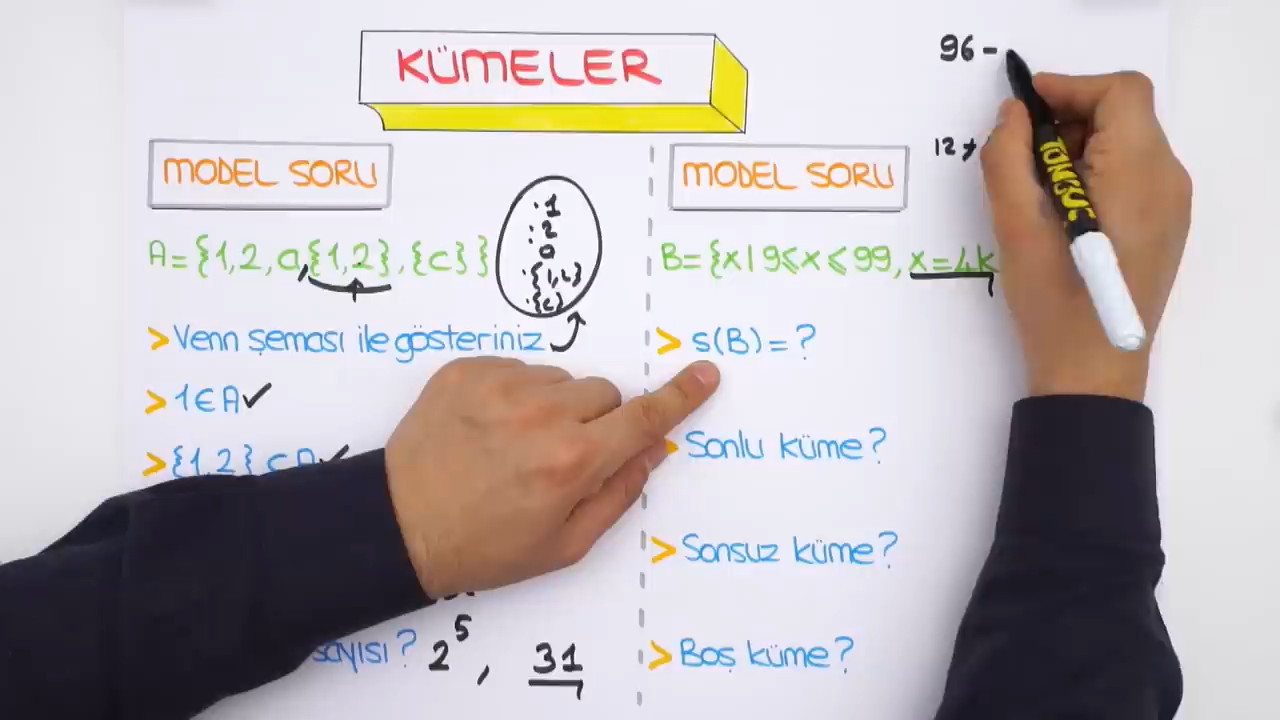 KÜMELER
96 -
12,
MODEL SORU
A={1,2,a,{1,2},{c}}
·1
:2
a
·{1,2}
·{c}
>Venn şeması ile gösteriniz
>1∈A✓
>{1,2}⊂A✓
sayısı? 2⁵, 31
MODEL SORU
B={x|9≤x≤99, x=4k
> s(B)=?
> Sonlu küme?
> Sonsuz küme?
> Boş küme?
TONGUÇ